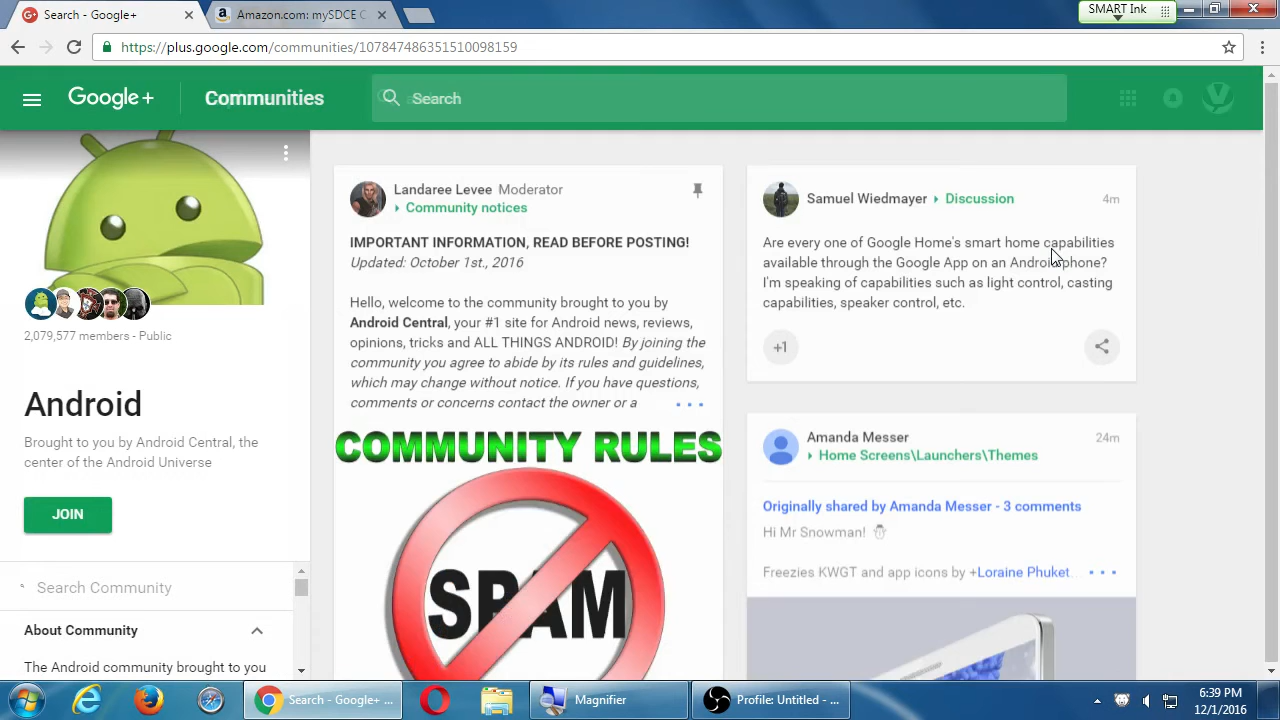 Search - Google+
Amazon.com: mySDCE C
SMART Ink
https://plus.google.com/communities/107847486351510098159
Google+
Communities
Search
2,079,577 members - Public
Android
Brought to you by Android Central, the
center of the Android Universe
JOIN
Search Community
About Community
The Android community brought to you
Landaree Levee Moderator
Community notices
IMPORTANT INFORMATION, READ BEFORE POSTING!
Updated: October 1st., 2016
Hello, welcome to the community brought to you by
Android Central, your #1 site for Android news, reviews,
opinions, tricks and ALL THINGS ANDROID! By joining the
community you agree to abide by its rules and guidelines,
which may change without notice. If you have questions,
comments or concerns contact the owner or a
COMMUNITY RULES
SPAM
Samuel Wiedmayer Discussion
4m
Are every one of Google Home's smart home capabilities
available through the Google App on an Android phone?
I'm speaking of capabilities such as light control, casting
capabilities, speaker control, etc.
+1
Amanda Messer
24m
Home Screens\Launchers\Themes
Originally shared by Amanda Messer - 3 comments
Hi Mr Snowman! ☃
Freezies KWGT and app icons by +Loraine Phuket
Search - Google+ ...
Magnifier
Profile: Untitled - ...
6:39 PM
12/1/2016